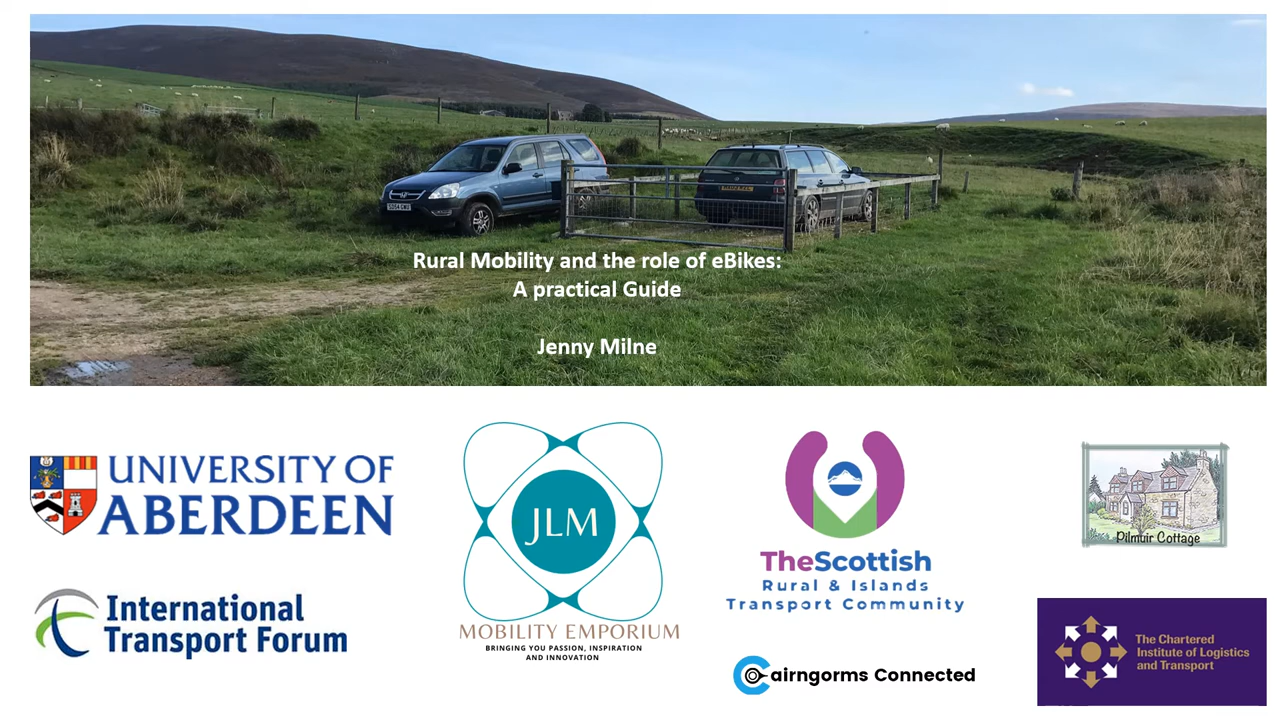 Rural Mobility and the role of eBikes:
A practical Guide
Jenny Milne
UNIVERSITY OF
ABERDEEN
JLM
MOBILITY EMPORIUM
BRINGING YOU PASSION, INSPIRATION
AND INNOVATION
TheScottish
Rural & Islands
Transport Community
Pilmuir Cottage
International
Transport Forum
Cairngorms Connected
The Chartered
Institute of Logistics
and Transport